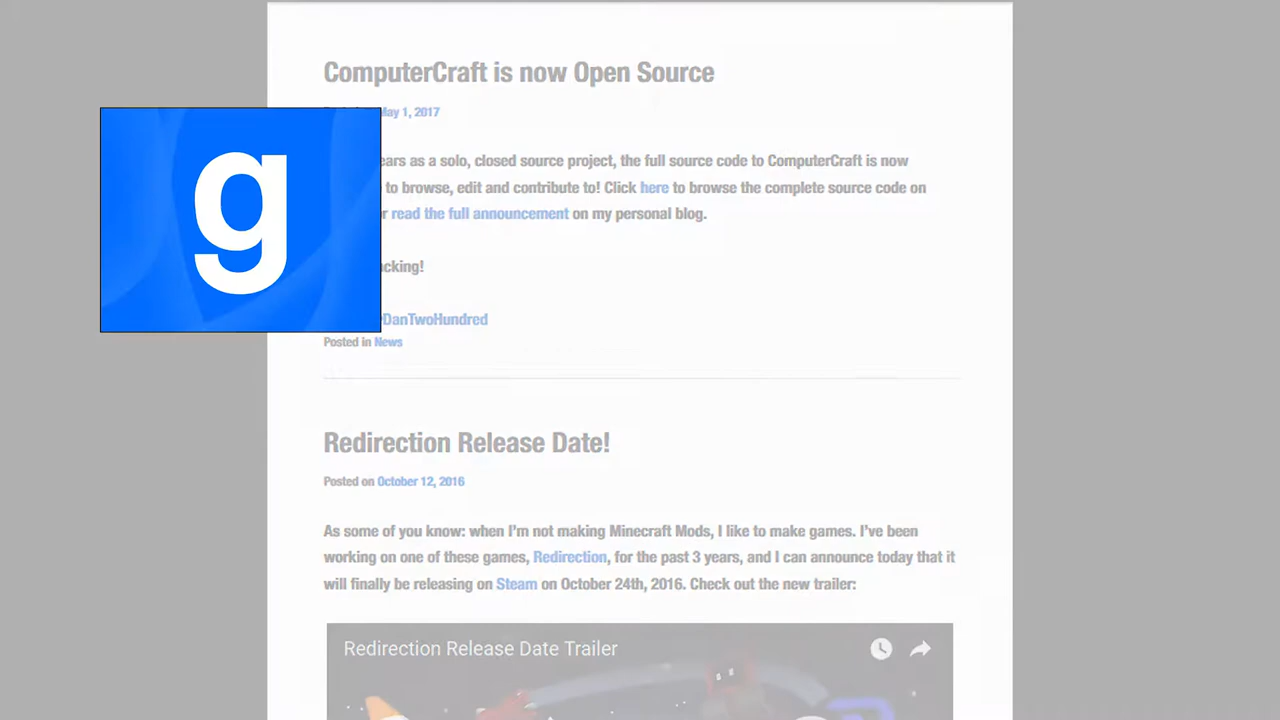 ComputerCraft is now Open Source
May 1, 2017
g
ears as a solo, closed source project, the full source code to ComputerCraft is now
to browse, edit and contribute to! Click here to browse the complete source code on
r read the full announcement on my personal blog.
cking!
DanTwoHundred
Posted in News
Redirection Release Date!
Posted on October 12, 2016
As some of you know: when I'm not making Minecraft Mods, I like to make games. I've been
working on one of these games, Redirection, for the past 3 years, and I can announce today that it
will finally be releasing on Steam on October 24th, 2016. Check out the new trailer:
Redirection Release Date Trailer